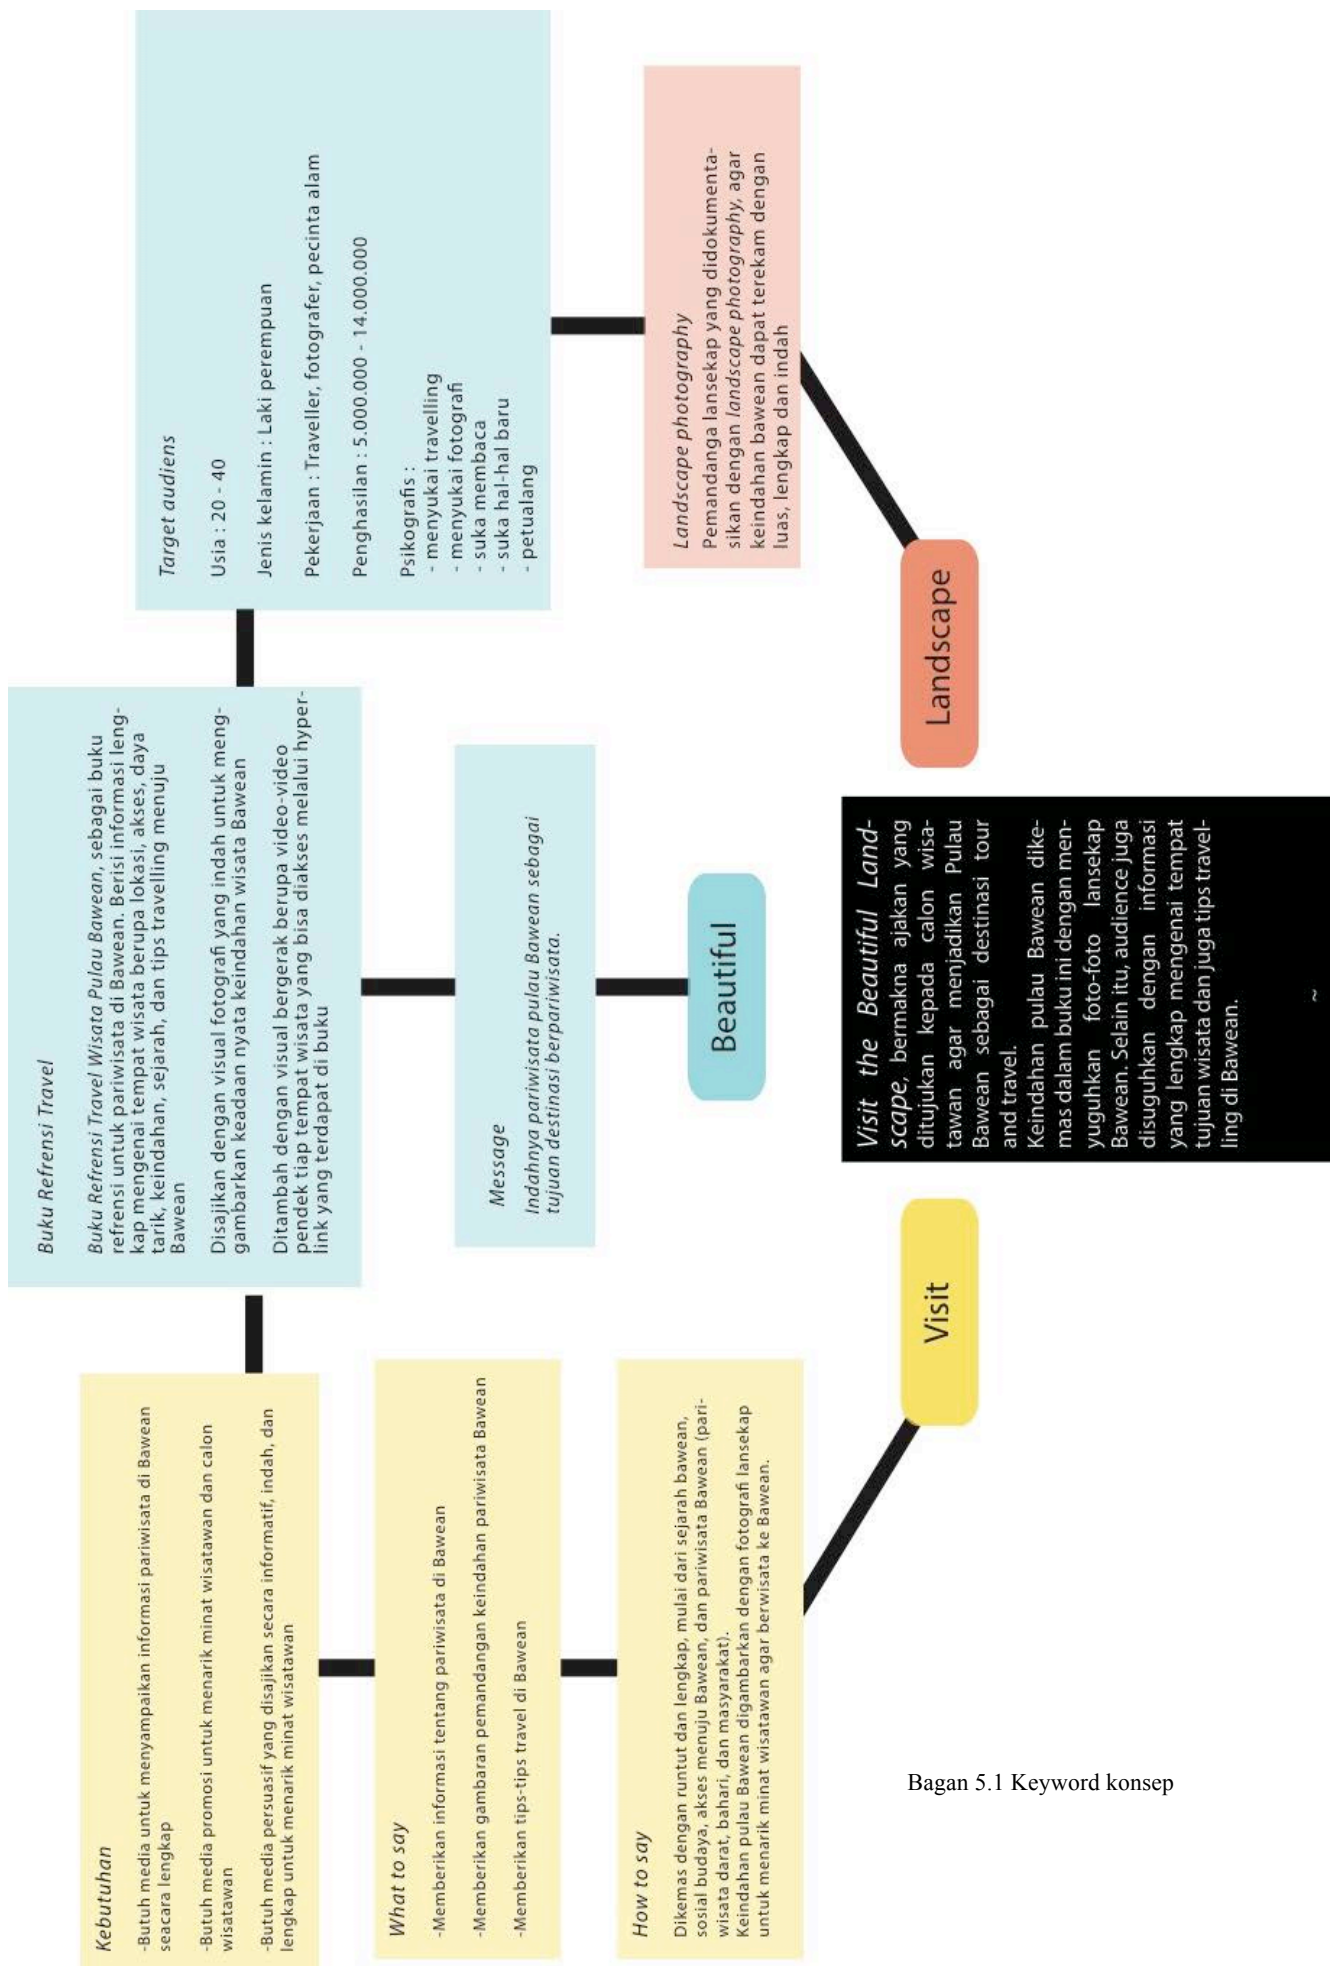 Kebutuhan
-Butuh media untuk menyampaikan informasi pariwisata di Bawean
seacara lengkap
-Butuh media promosi untuk menarik minat wisatawan dan calon
wisatawan
-Butuh media persuasif yang disajikan secara informatif, indah, dan
lengkap untuk menarik minat wisatawan
What to say
-Memberikan informasi tentang pariwisata di Bawean
-Memberikan gambaran pemandangan keindahan pariwisata Bawean
-Memberikan tips-tips travel di Bawean
How to say
Dikemas dengan runtut dan lengkap, mulai dari sejarah bawean,
sosial budaya, akses menuju Bawean, dan pariwisata Bawean (pari-
wisata darat, bahari, dan masyarakat).
Keindahan pulau Bawean digambarkan dengan fotografi lansekap
untuk menarik minat wisatawan agar berwisata ke Bawean.
Visit
Buku Refrensi Travel
Buku Refrensi Travel Wisata Pulau Bawean, sebagai buku
refrensi untuk pariwisata di Bawean. Berisi informasi leng-
kap mengenai tempat wisata berupa lokasi, akses, daya
tarik, keindahan, sejarah, dan tips travelling menuju
Bawean
Disajikan dengan visual fotografi yang indah untuk meng-
gambarkan keadaan nyata keindahan wisata Bawean
Ditambah dengan visual bergerak berupa video-video
pendek tiap tempat wisata yang bisa diakses melalui hyper-
link yang terdapat di buku
Message
Indahnya pariwisata pulau Bawean sebagai
tujuan destinasi berpariwisata.
Beautiful
Target audiens
Usia : 20 - 40
Jenis kelamin : Laki perempuan
Pekerjaan : Traveller, fotografer, pecinta alam
Penghasilan : 5.000.000 - 14.000.000
Psikografis :
- menyukai travelling
- menyukai fotografi
- suka membaca
- suka hal-hal baru
- petualang
Landscape photography
Pemandanga lansekap yang didokumenta-
sikan dengan landscape photography, agar
keindahan bawean dapat terekam dengan
luas, lengkap dan indah
Landscape
Visit the Beautiful Land-
scape, bermakna ajakan yang
ditujukan kepada calon wisa-
tawan agar menjadikan Pulau
Bawean sebagai destinasi tour
and travel.
Keindahan pulau Bawean dike-
mas dalam buku ini dengan men-
yuguhkan foto-foto lansekap
Bawean. Selain itu, audience juga
disuguhkan dengan informasi
yang lengkap mengenai tempat
tujuan wisata dan juga tips travel-
ling di Bawean.
~
Bagan 5.1 Keyword konsep